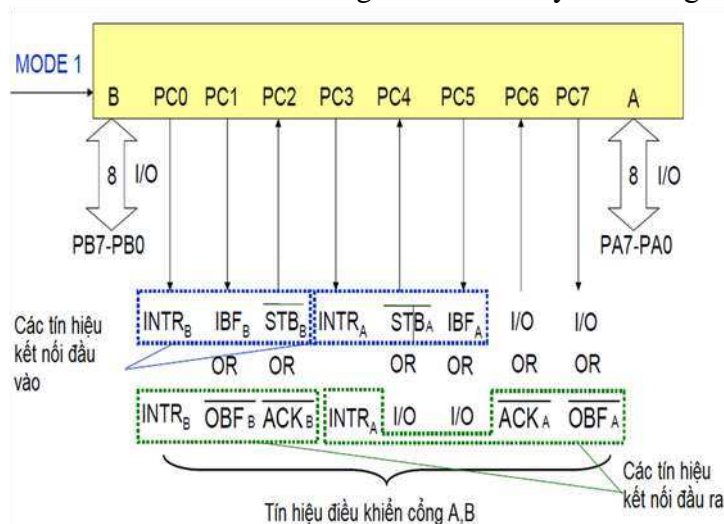 MODE 1
B PC0 PC1 PC2 PC3 PC4 PC5 PC6 PC7 A
8 I/O 8 I/O
PB7-PB0 PA7-PA0
Các tín hiệu
kết nối đầu
vào
INTRB IBFB STBB INTRA STBA IBFA I/O I/O
OR OR OR OR OR OR
INTRB OBFB ACKB INTRA I/O I/O ACKA OBFA
Các tín hiệu
kết nối đầu ra
Tín hiệu điều khiển cổng A,B